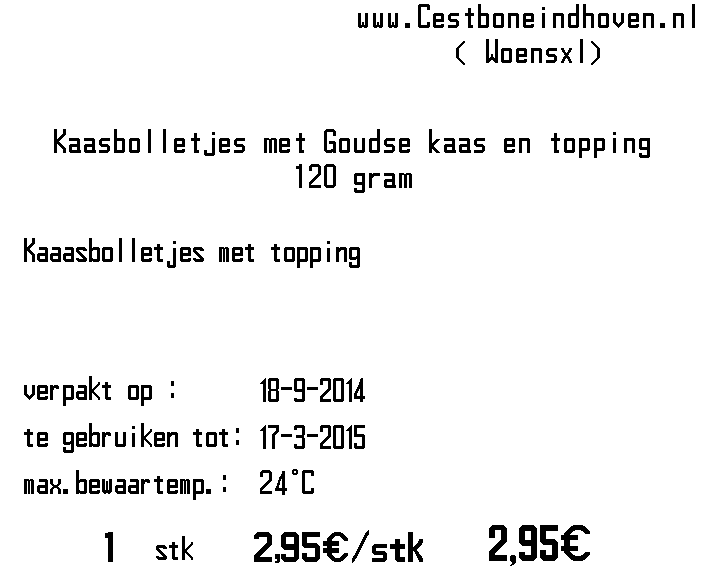 www.Cestboneindhoven.nl
( Woensxl)
Kaasbolletjes met Goudse kaas en topping
120 gram
Kaaasbolletjes met topping
verpakt op : 18-9-2014
te gebruiken tot: 17-3-2015
max.bewaartemp.: 24°C
1 stk 2,95€/stk 2,95€